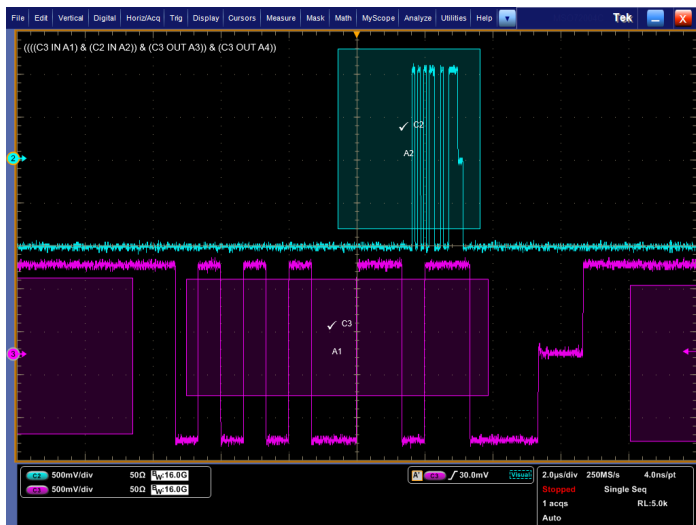 File Edit Vertical Digital Horiz/Acq Trig Display Cursors Measure Mask Math MyScope Analyze Utilities Help Tek X
((((C3 IN A1) & (C2 IN A2)) & (C3 OUT A3)) & (C3 OUT A4))
C2
A2
2
C3
A1
3
C2 500mV/div 50Ω BW:16.0G
C3 500mV/div 50Ω BW:16.0G
A' C3 30.0mV Visual
2.0µs/div 250MS/s 4.0ns/pt
Stopped Single Seq
1 acqs RL:5.0k
Auto